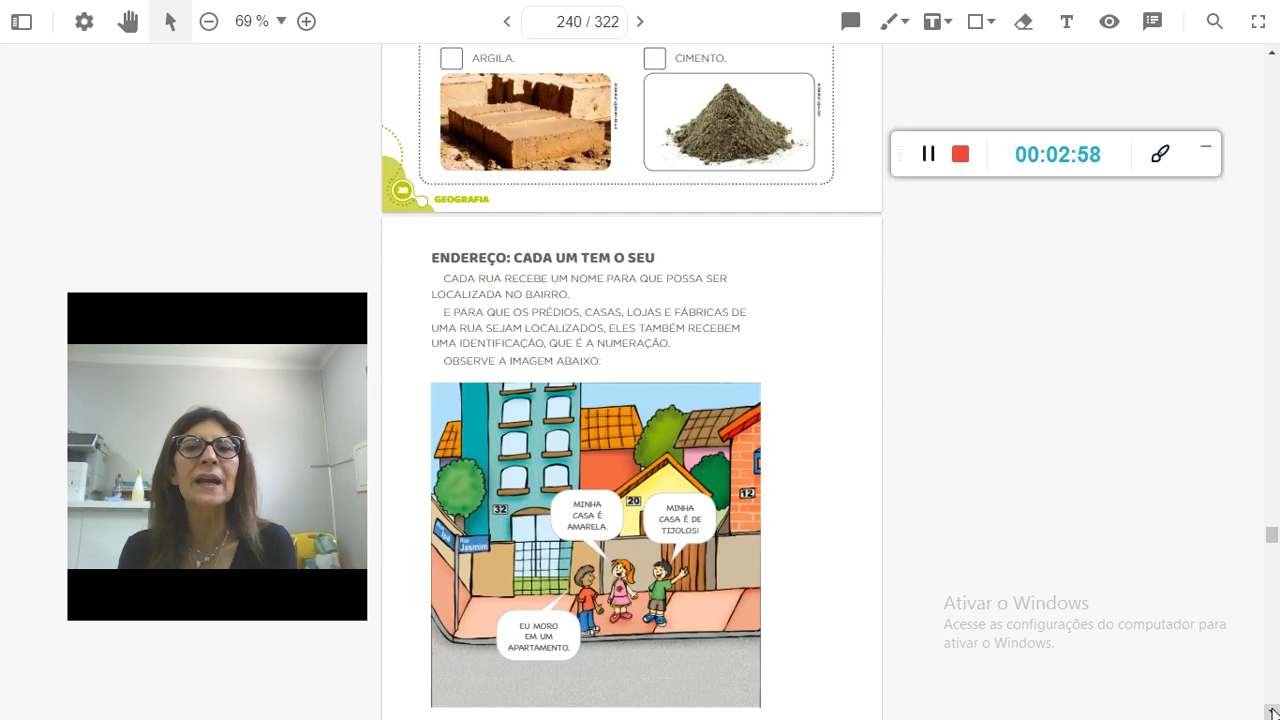 69 %
240 / 322
ARGILA.
CIMENTO.
GEOGRAFIA
00:02:58
ENDEREÇO: CADA UM TEM O SEU
CADA RUA RECEBE UM NOME PARA QUE POSSA SER
LOCALIZADA NO BAIRRO.
E PARA QUE OS PRÉDIOS, CASAS, LOJAS E FÁBRICAS DE
UMA RUA SEJAM LOCALIZADOS, ELES TAMBÉM RECEBEM
UMA IDENTIFICAÇÃO, QUE É A NUMERAÇÃO.
OBSERVE A IMAGEM ABAIXO:
32
20
12
MINHA
CASA É
AMARELA.
MINHA
CASA É DE
TIJOLOS!
Ipê
Rua
Jasmim
EU MORO
EM UM
APARTAMENTO.
Ativar o Windows
Acesse as configurações do computador para
ativar o Windows.